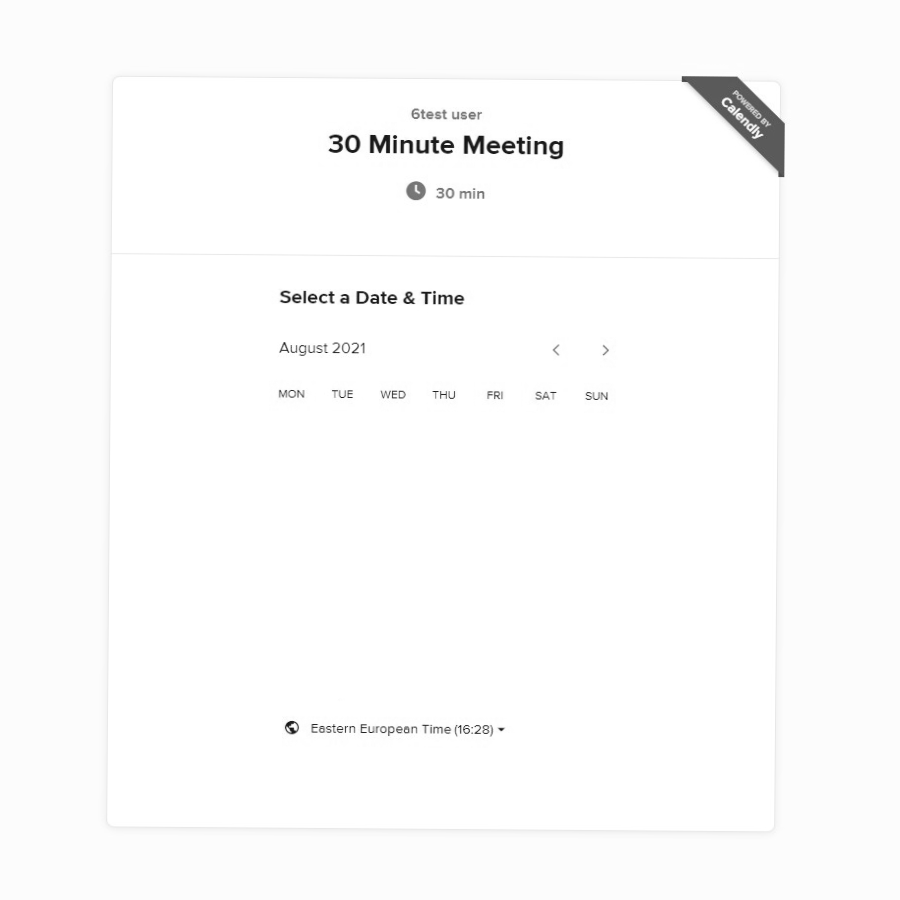 POWERED BY
Calendly
6test user
30 Minute Meeting
30 min
Select a Date & Time
August 2021
MON TUE WED THU FRI SAT SUN
Eastern European Time (16:28)